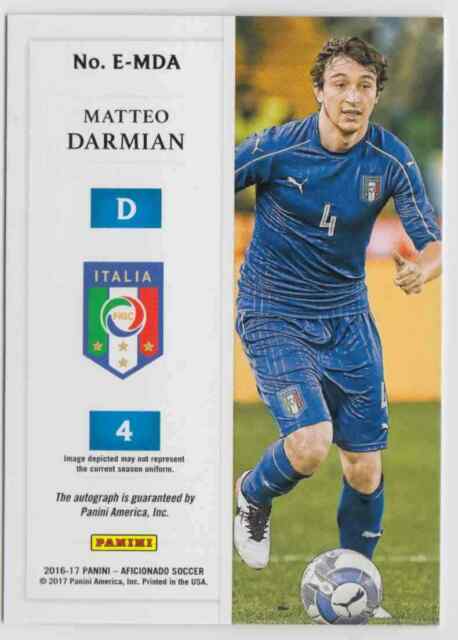 No. E-MDA
MATTEO
DARMIAN
D
ITALIA
FIGC
4
Image depicted may not represent
the current season uniform.
The autograph is guaranteed by
Panini America, Inc.
PANINI
2016-17 PANINI – AFICIONADO SOCCER
© 2017 Panini America, Inc. Printed in the USA.
4
4